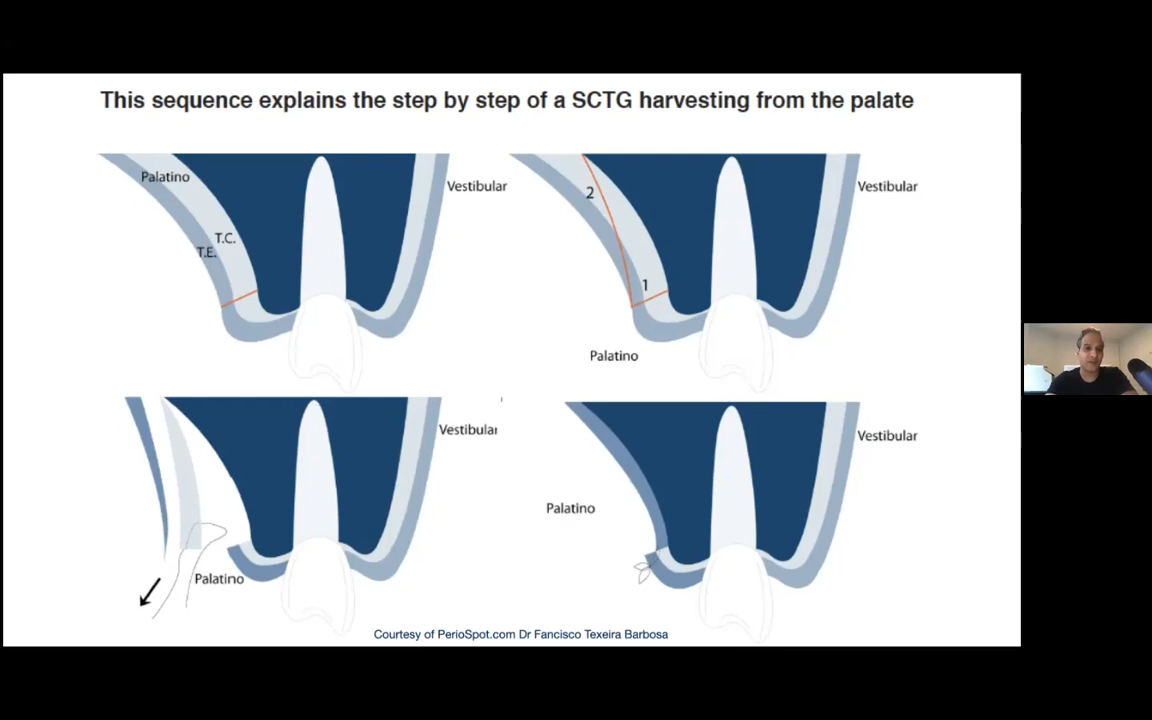 This sequence explains the step by step of a SCTG harvesting from the palate
Palatino
Vestibular
T.C.
T.E.
2
Vestibular
1
Palatino
Vestibular
Palatino
Vestibular
Palatino
Courtesy of PerioSpot.com Dr Fancisco Texeira Barbosa